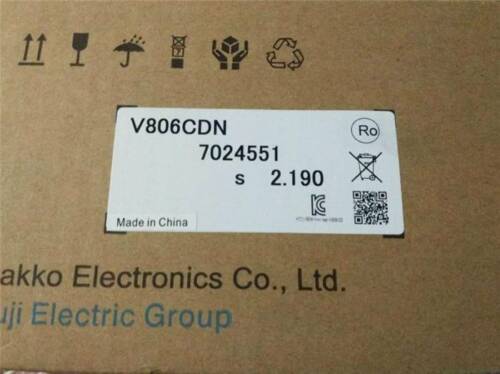 V806CDN
Ro
7024551
s 2.190
Made in China
akko Electronics Co., Ltd.
uji Electric Group